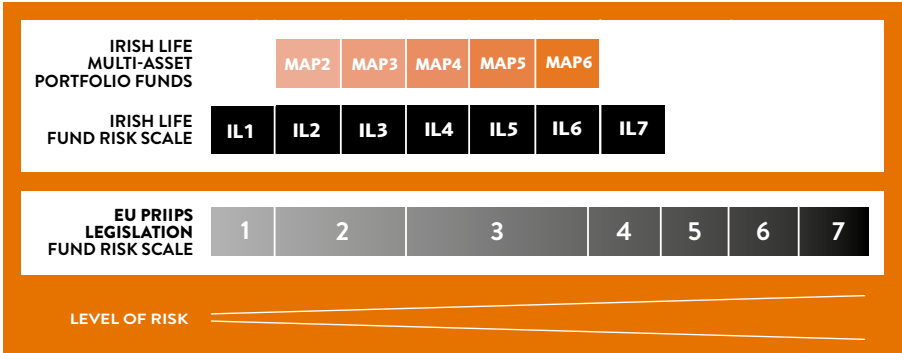 IRISH LIFE
MULTI-ASSET
PORTFOLIO FUNDS
MAP2 MAP3 MAP4 MAP5 MAP6
IRISH LIFE
FUND RISK SCALE
IL1 IL2 IL3 IL4 IL5 IL6 IL7
EU PRIIPS
LEGISLATION
FUND RISK SCALE
1 2 3 4 5 6 7
LEVEL OF RISK